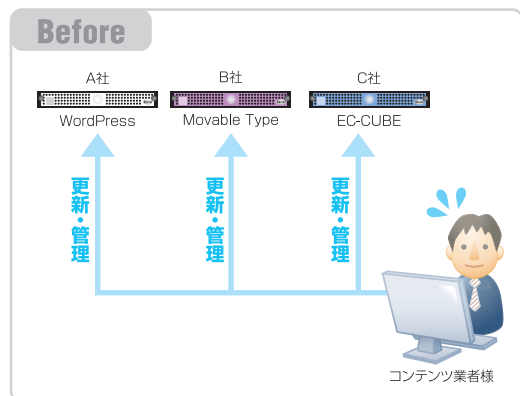 Before
A社
B社
C社
WordPress
Movable Type
EC-CUBE
更新・管理
更新・管理
更新・管理
コンテンツ業者様